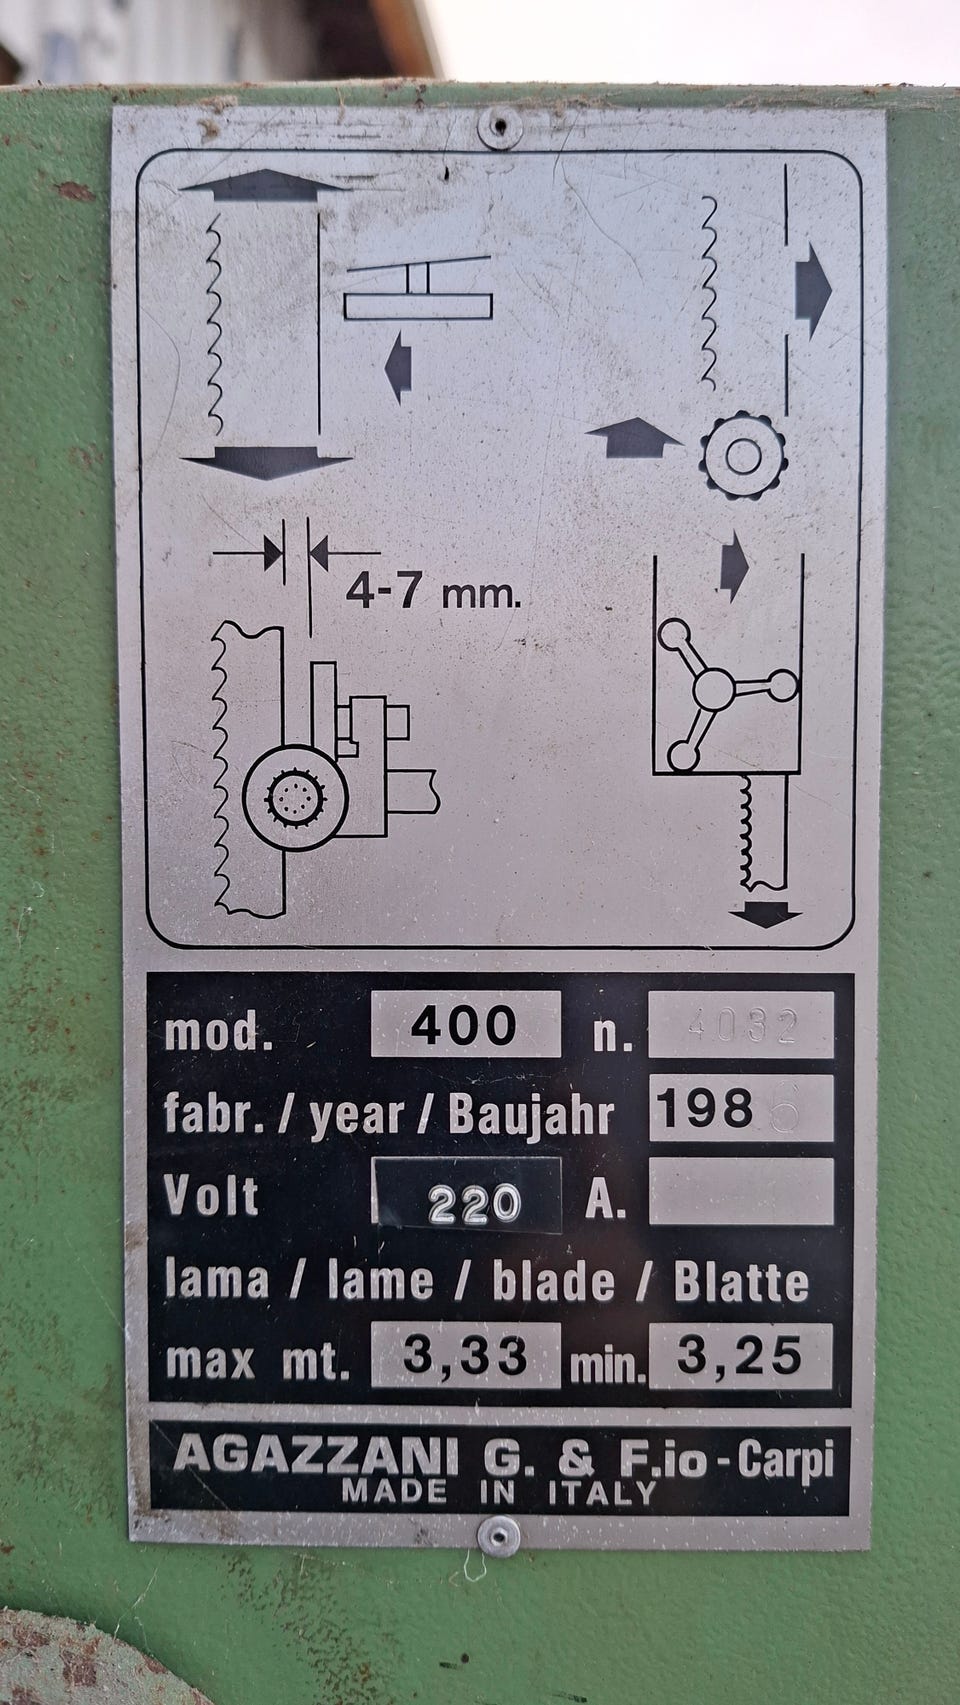 4-7 mm.
mod. 400 n. 4032
fabr. / year / Baujahr 1986
Volt 220 A.
lama / lame / blade / Blatte
max mt. 3,33 min. 3,25
AGAZZANI G. & F.io - Carpi
MADE IN ITALY